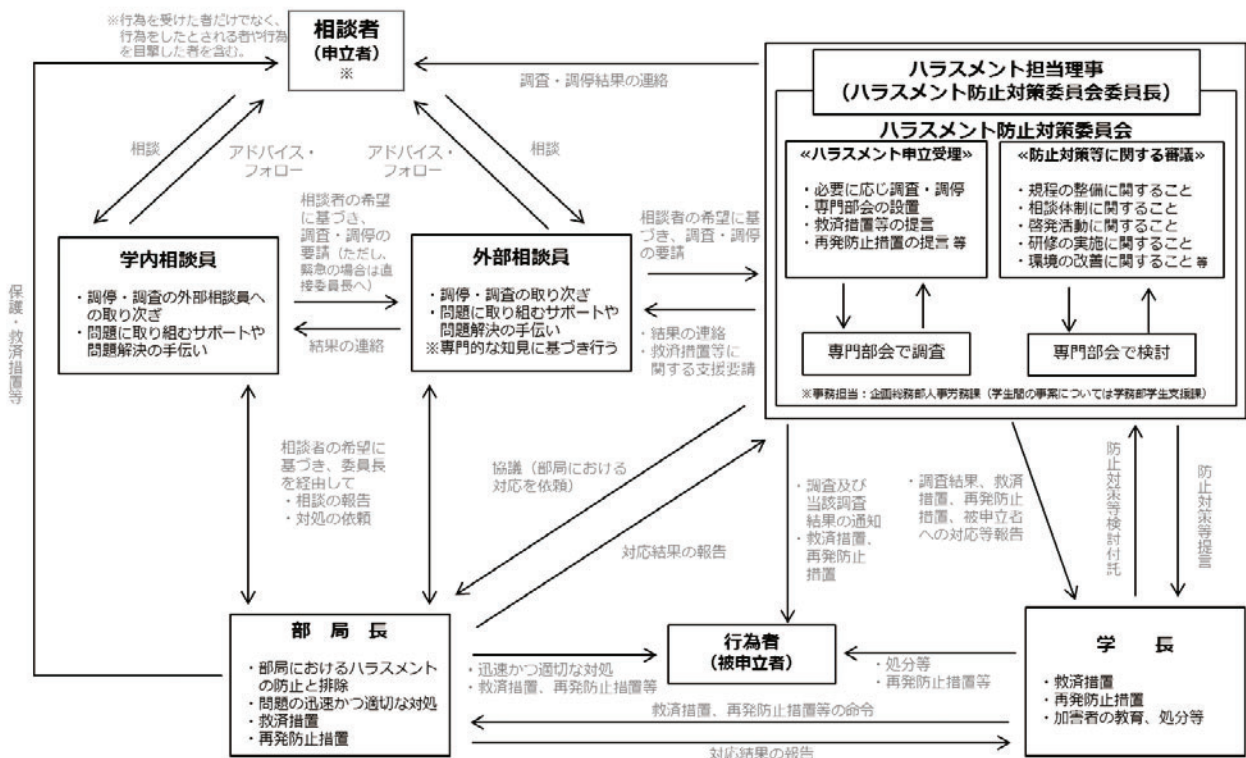 ※行為を受けた者だけでなく、
行為をしたとされる者や行為
を目撃した者を含む。
相談者
（申立者）
※
調査・調停結果の連絡
ハラスメント担当理事
（ハラスメント防止対策委員会委員長）
ハラスメント防止対策委員会
≪ハラスメント申立受理≫
・必要に応じ調査・調停
・専門部会の設置
・救済措置等の提言
・再発防止措置の提言 等
≪防止対策等に関する審議≫
・規程の整備に関すること
・相談体制に関すること
・啓発活動に関すること
・研修の実施に関すること
・環境の改善に関すること 等
専門部会で調査
専門部会で検討
※事務担当：企画総務部人事労務課（学生間の事案については学務部学生支援課）
相談
アドバイス・
フォロー
アドバイス・
フォロー
相談
相談者の希望
に基づき、
調査・調停の
要請（ただし、
緊急の場合は直
接委員長へ）
相談者の希望に基
づき、調査・調停
の要請
学内相談員
・調停・調査の外部相談員へ
の取り次ぎ
・問題に取り組むサポートや
問題解決の手伝い
結果の連絡
外部相談員
・調停・調査の取り次ぎ
・問題に取り組むサポートや
問題解決の手伝い
※専門的な知見に基づき行う
・結果の連絡
・救済措置等に
関する支援要請
保護・救済措置等
相談者の希望に
基づき、委員長
を経由して
・相談の報告
・対処の依頼
協議（部局における
対応を依頼）
対応結果の報告
・調査及び
当該調査
結果の通知
・救済措置、
再発防止
措置
・調査結果、救済
措置、再発防止
措置、被申立者
への対応等報告
防止対策等検討付託
防止対策等提言
部 局 長
・部局におけるハラスメント
の防止と排除
・問題の迅速かつ適切な対処
・救済措置
・再発防止措置
・迅速かつ適切な対処
・救済措置、再発防止措置等
行為者
（被申立者）
・処分等
・再発防止措置等
学 長
・救済措置
・再発防止措置
・加害者の教育、処分等
救済措置、再発防止措置等の命令
対応結果の報告